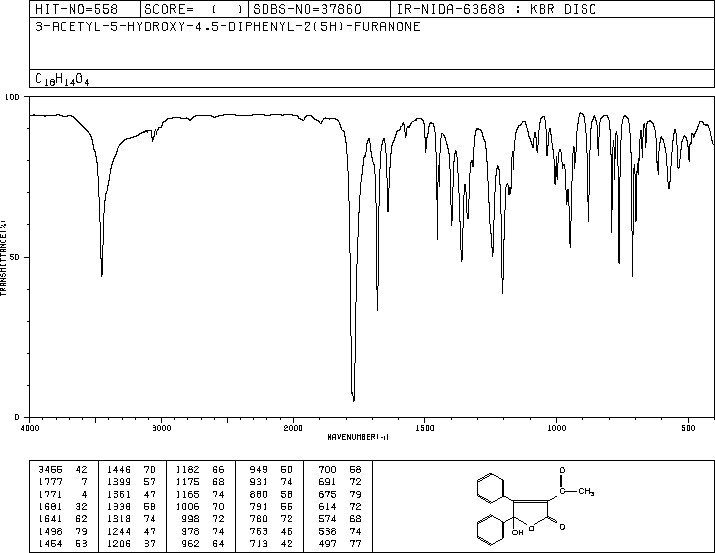 HIT-NO=558 SCORE= ( ) SDBS-NO=37860 IR-NIDA-63688 : KBR DISC
3-ACETYL-5-HYDROXY-4,5-DIPHENYL-2(5H)-FURANONE
C18H14O4
100
50
0
TRANSMITTANCE(%)
4000 3000 2000 1500 1000 500
WAVENUMBER(-1)
3455 42 1446 70 1182 66 949 50 700 58
1777 7 1399 57 1175 68 931 74 691 72
1771 4 1361 47 1165 74 880 58 675 79
1681 32 1338 58 1006 70 791 55 614 72
1641 62 1318 74 998 72 780 72 574 68
1498 79 1244 47 978 74 763 46 538 74
1454 53 1206 37 962 64 713 42 497 77
O
C CH3
OH O O